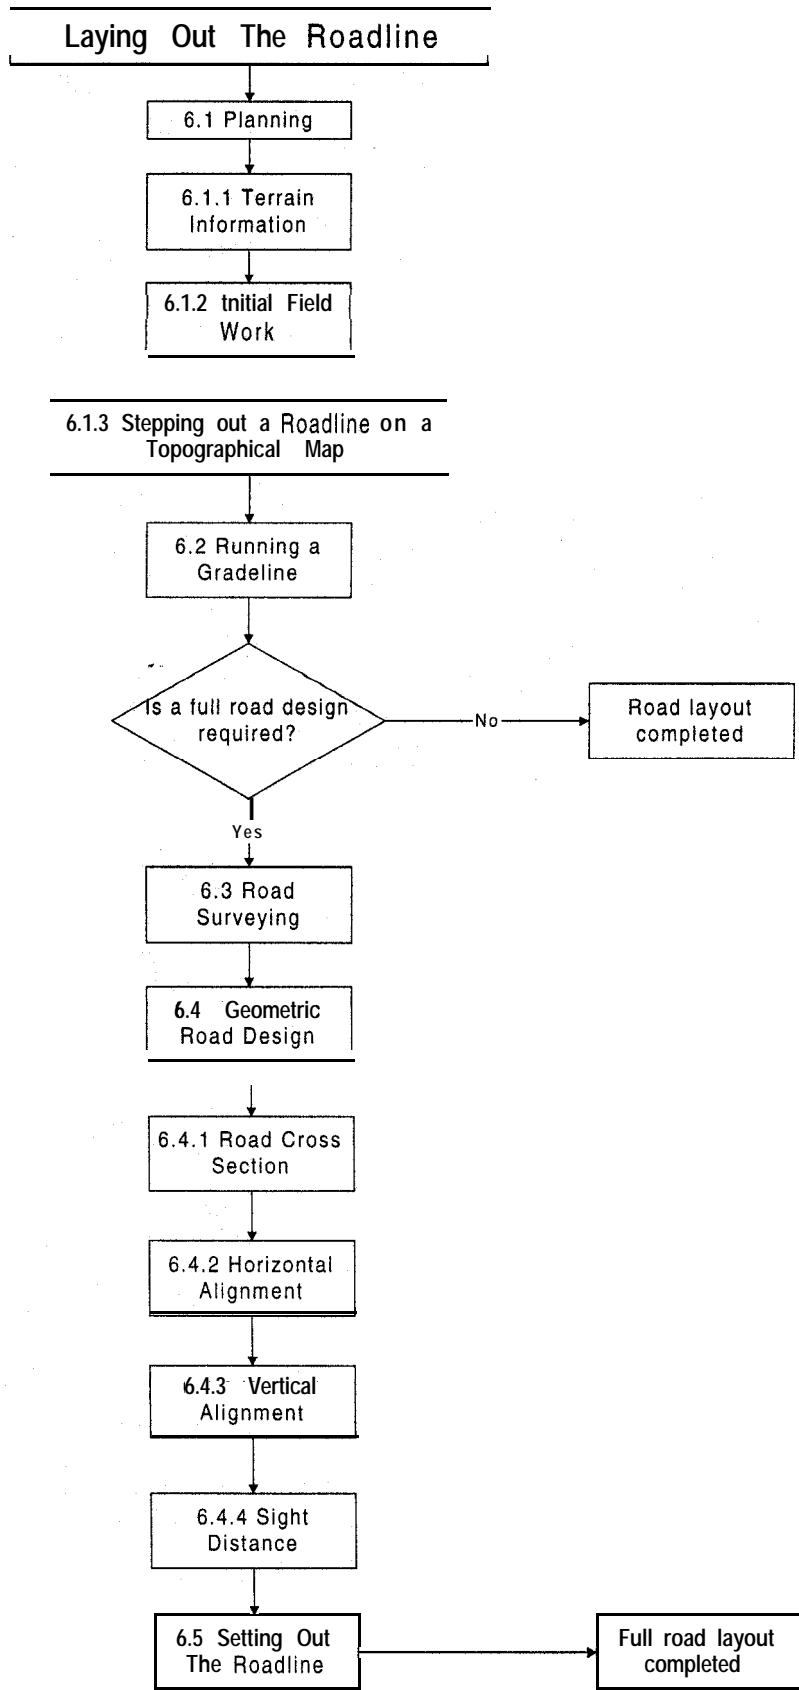 Laying Out The Roadline
6.1 Planning
6.1.1 Terrain
Information
6.1.2 tnitial Field
Work
6.1.3 Stepping out a Roadline on a
Topographical Map
6.2 Running a
Gradeline
Is a full road design
required?
No
Road layout
completed
Yes
6.3 Road
Surveying
6.4 Geometric
Road Design
6.4.1 Road Cross
Section
6.4.2 Horizontal
Alignment
6.4.3 Vertical
Alignment
6.4.4 Sight
Distance
6.5 Setting Out
The Roadline
Full road layout
completed